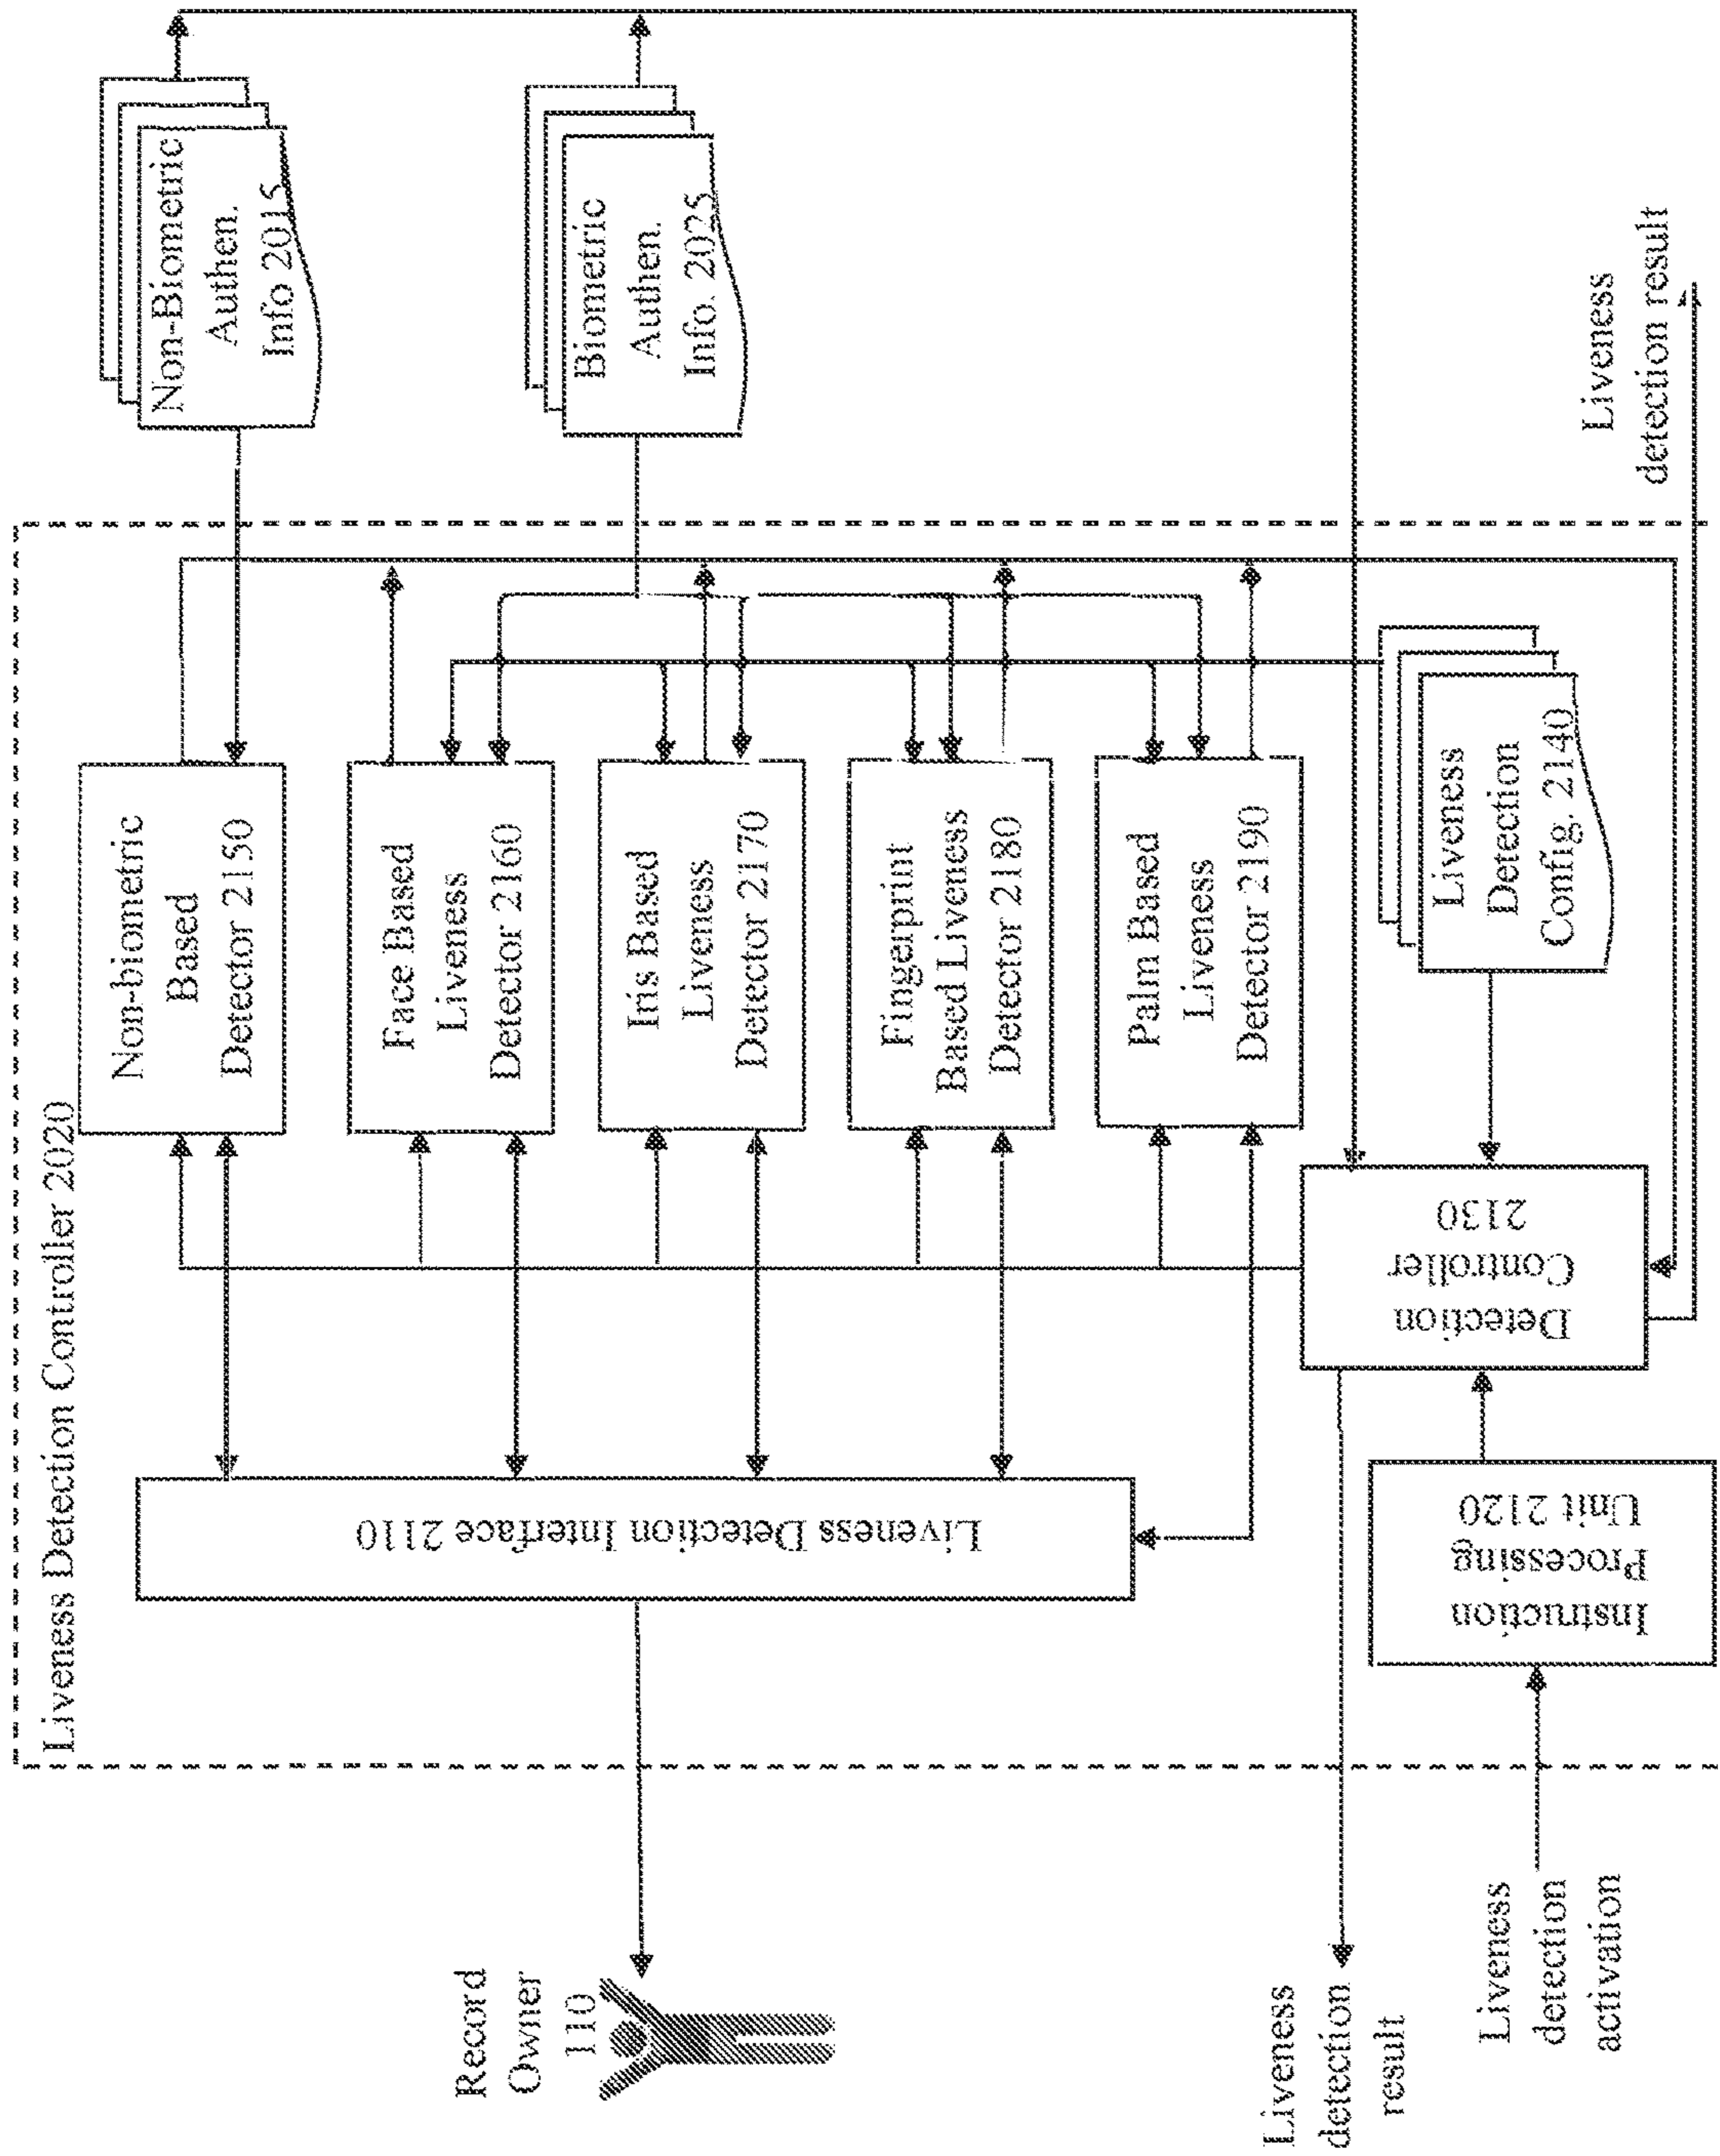 Liveness Detection Controller 2020
Non-Biometric
Authen.
Info 2015
Biometric
Authen.
Info. 2025
Non-biometric
Based
Detector 2150
Face Based
Liveness
Detector 2160
Iris Based
Liveness
Detector 2170
Fingerprint
Based Liveness
Detector 2180
Palm Based
Liveness
Detector 2190
Liveness
Detection
Config. 2140
Liveness
detection result
Liveness Detection Interface 2110
Detection
Controller
2130
Instruction
Processing
Unit 2120
Record
Owner
110
Liveness
detection
result
Liveness
detection
activation